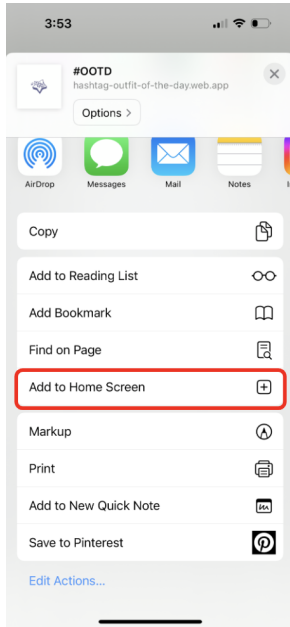 3:53
#OOTD
hashtag-outfit-of-the-day.web.app
Options >
AirDrop Messages Mail Notes
Copy
Add to Reading List
Add Bookmark
Find on Page
Add to Home Screen
Markup
Print
Add to New Quick Note
Save to Pinterest
Edit Actions...